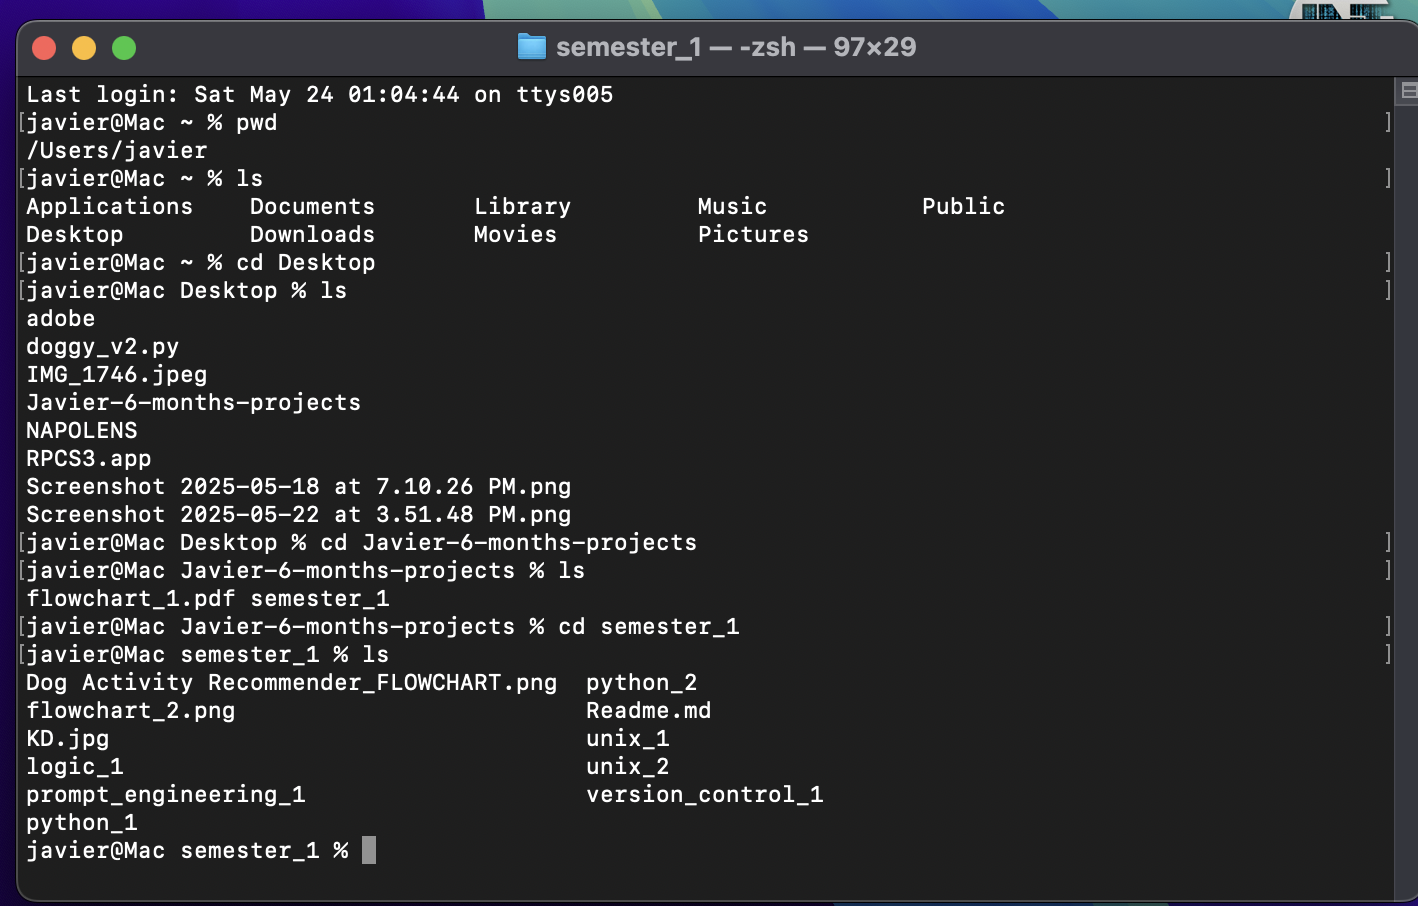 semester_1 — -zsh — 97×29
Last login: Sat May 24 01:04:44 on ttys005
[javier@Mac ~ % pwd ]
/Users/javier
[javier@Mac ~ % ls ]
Applications Documents Library Music Public
Desktop Downloads Movies Pictures
[javier@Mac ~ % cd Desktop ]
[javier@Mac Desktop % ls ]
adobe
doggy_v2.py
IMG_1746.jpeg
Javier-6-months-projects
NAPOLENS
RPCS3.app
Screenshot 2025-05-18 at 7.10.26 PM.png
Screenshot 2025-05-22 at 3.51.48 PM.png
[javier@Mac Desktop % cd Javier-6-months-projects ]
[javier@Mac Javier-6-months-projects % ls ]
flowchart_1.pdf semester_1
[javier@Mac Javier-6-months-projects % cd semester_1 ]
[javier@Mac semester_1 % ls ]
Dog Activity Recommender_FLOWCHART.png python_2
flowchart_2.png Readme.md
KD.jpg unix_1
logic_1 unix_2
prompt_engineering_1 version_control_1
python_1
javier@Mac semester_1 %